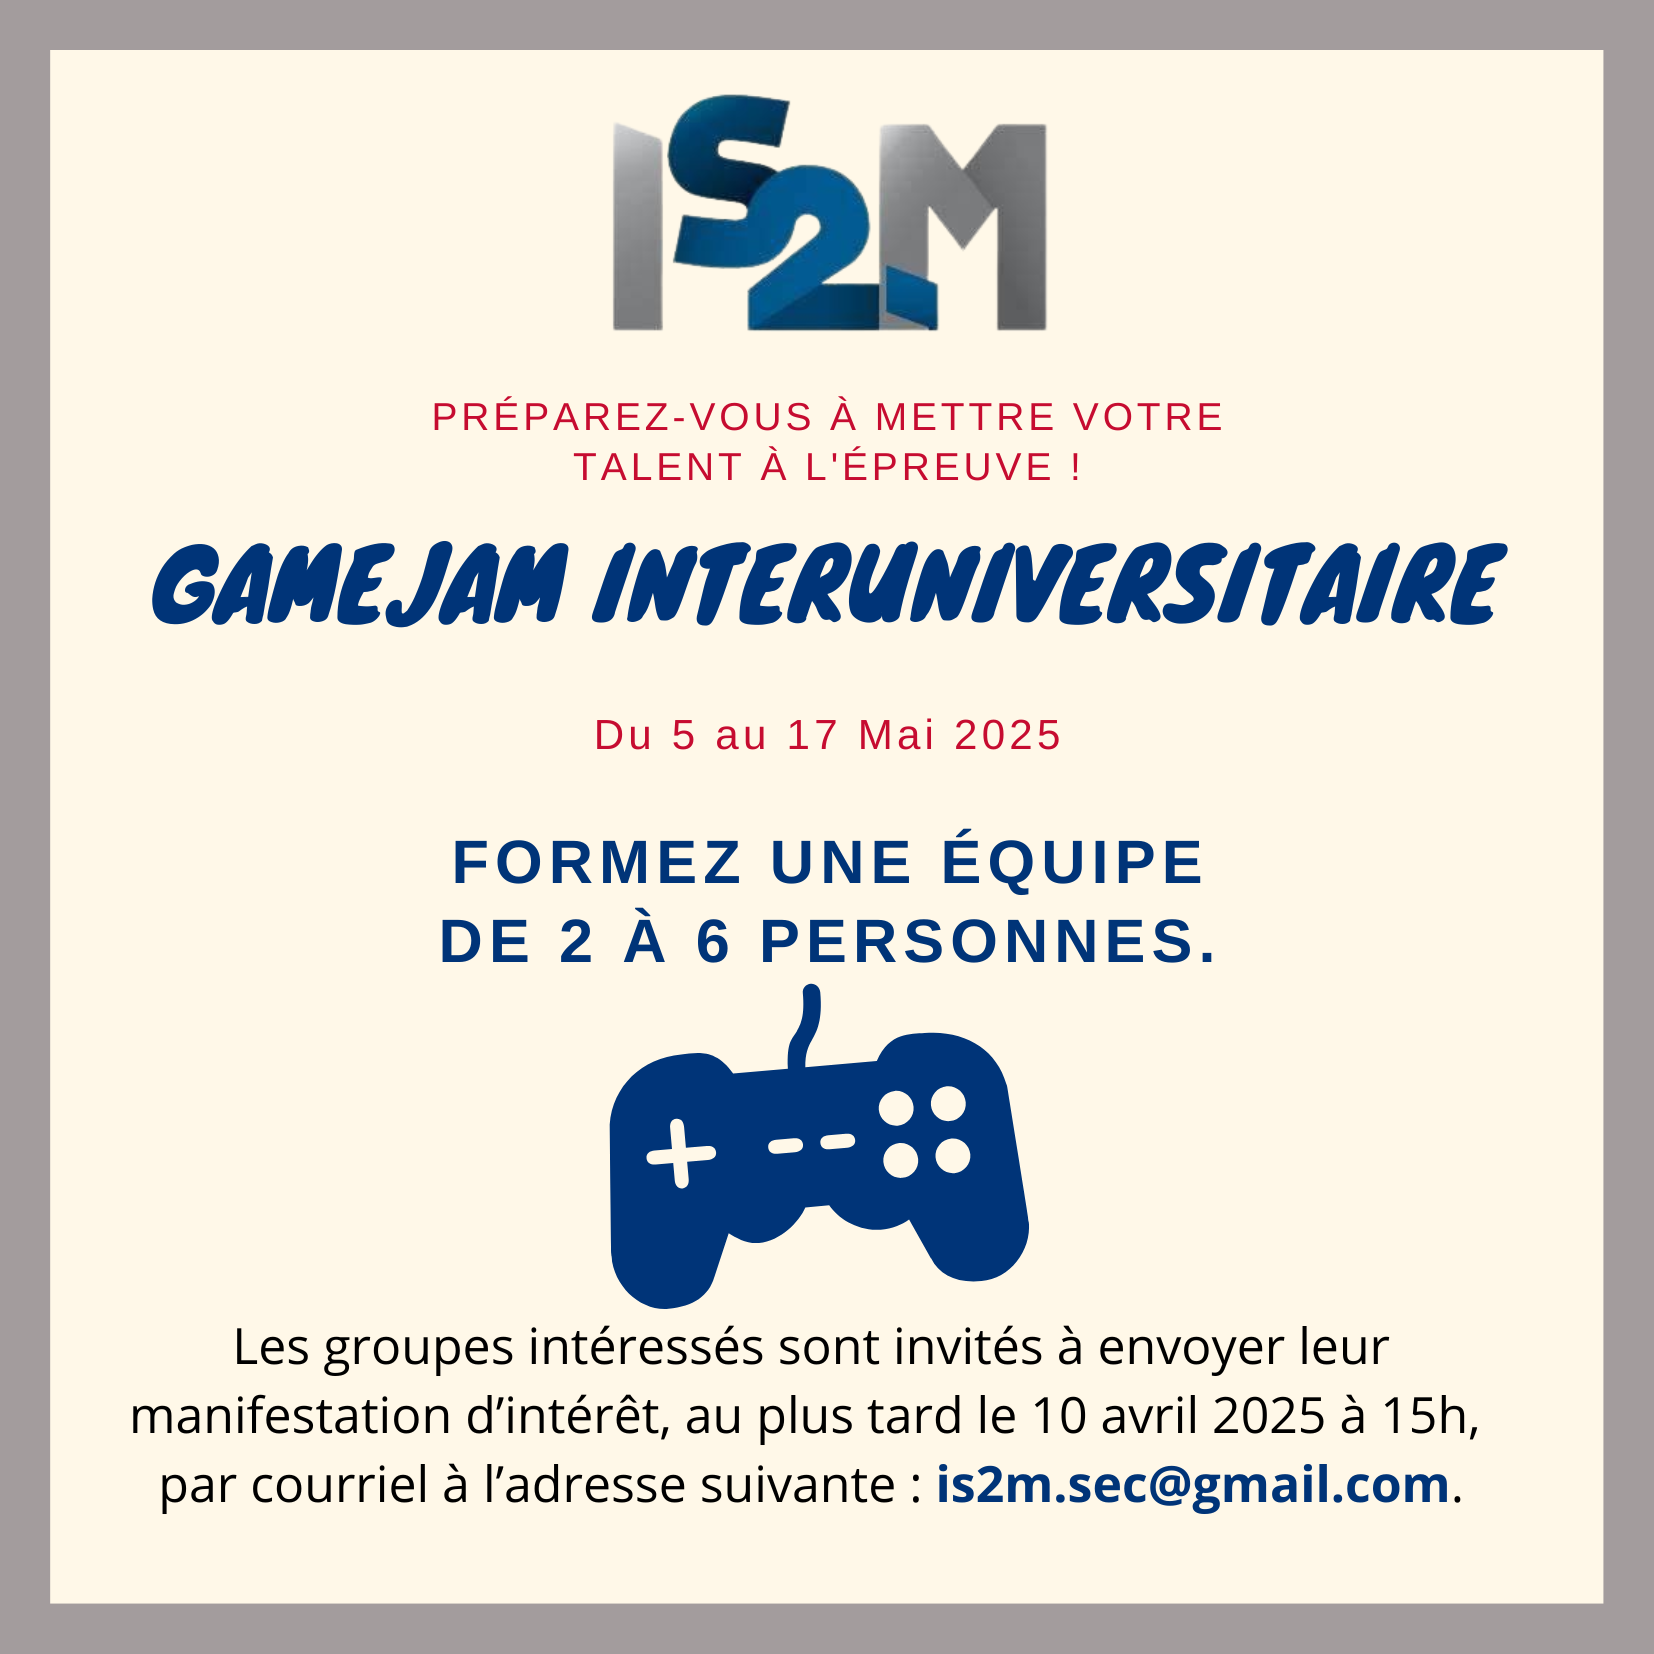 IS2M
PRÉPAREZ-VOUS À METTRE VOTRE
TALENT À L'ÉPREUVE !
GAMEJAM INTERUNIVERSITAIRE
Du 5 au 17 Mai 2025
FORMEZ UNE ÉQUIPE
DE 2 À 6 PERSONNES.
Les groupes intéressés sont invités à envoyer leur
manifestation d’intérêt, au plus tard le 10 avril 2025 à 15h,
par courriel à l’adresse suivante : is2m.sec@gmail.com.